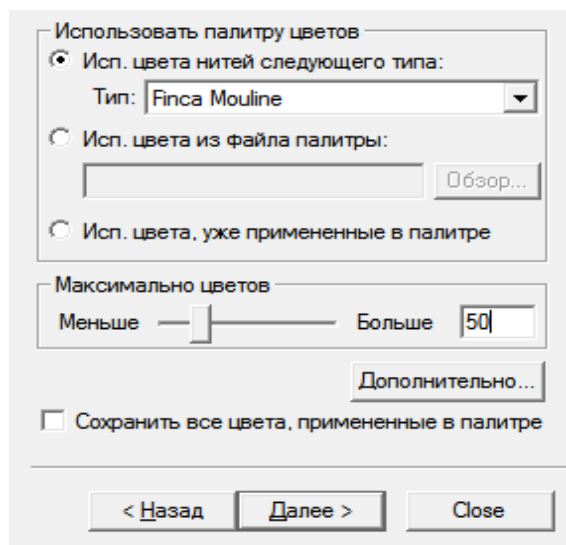 Использовать палитру цветов
Исп. цвета нитей следующего типа:
Тип: Finca Mouline
Исп. цвета из файла палитры:
Обзор...
Исп. цвета, уже примененные в палитре
Максимально цветов
Меньше Больше 50
Дополнительно...
Сохранить все цвета, примененные в палитре
< Назад Далее > Close